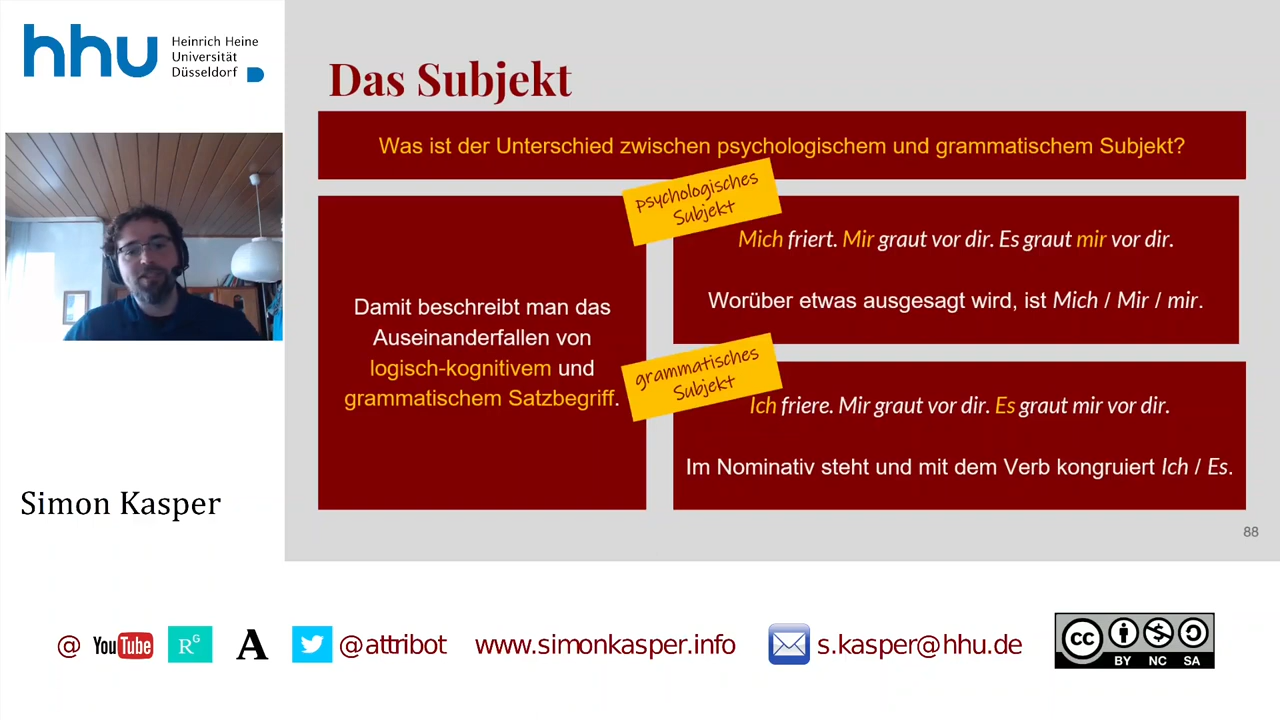 hhu
Heinrich Heine
Universität
Düsseldorf
Das Subjekt
Was ist der Unterschied zwischen psychologischem und grammatischem Subjekt?
psychologisches
Subjekt
Mich friert. Mir graut vor dir. Es graut mir vor dir.
Worüber etwas ausgesagt wird, ist Mich / Mir / mir.
Damit beschreibt man das
Auseinanderfallen von
logisch-kognitivem und
grammatischem Satzbegriff.
grammatisches
Subjekt
Ich friere. Mir graut vor dir. Es graut mir vor dir.
Im Nominativ steht und mit dem Verb kongruiert Ich / Es.
Simon Kasper
88
@ YouTube RG A @attribot www.simonkasper.info s.kasper@hhu.de
cc BY NC SA